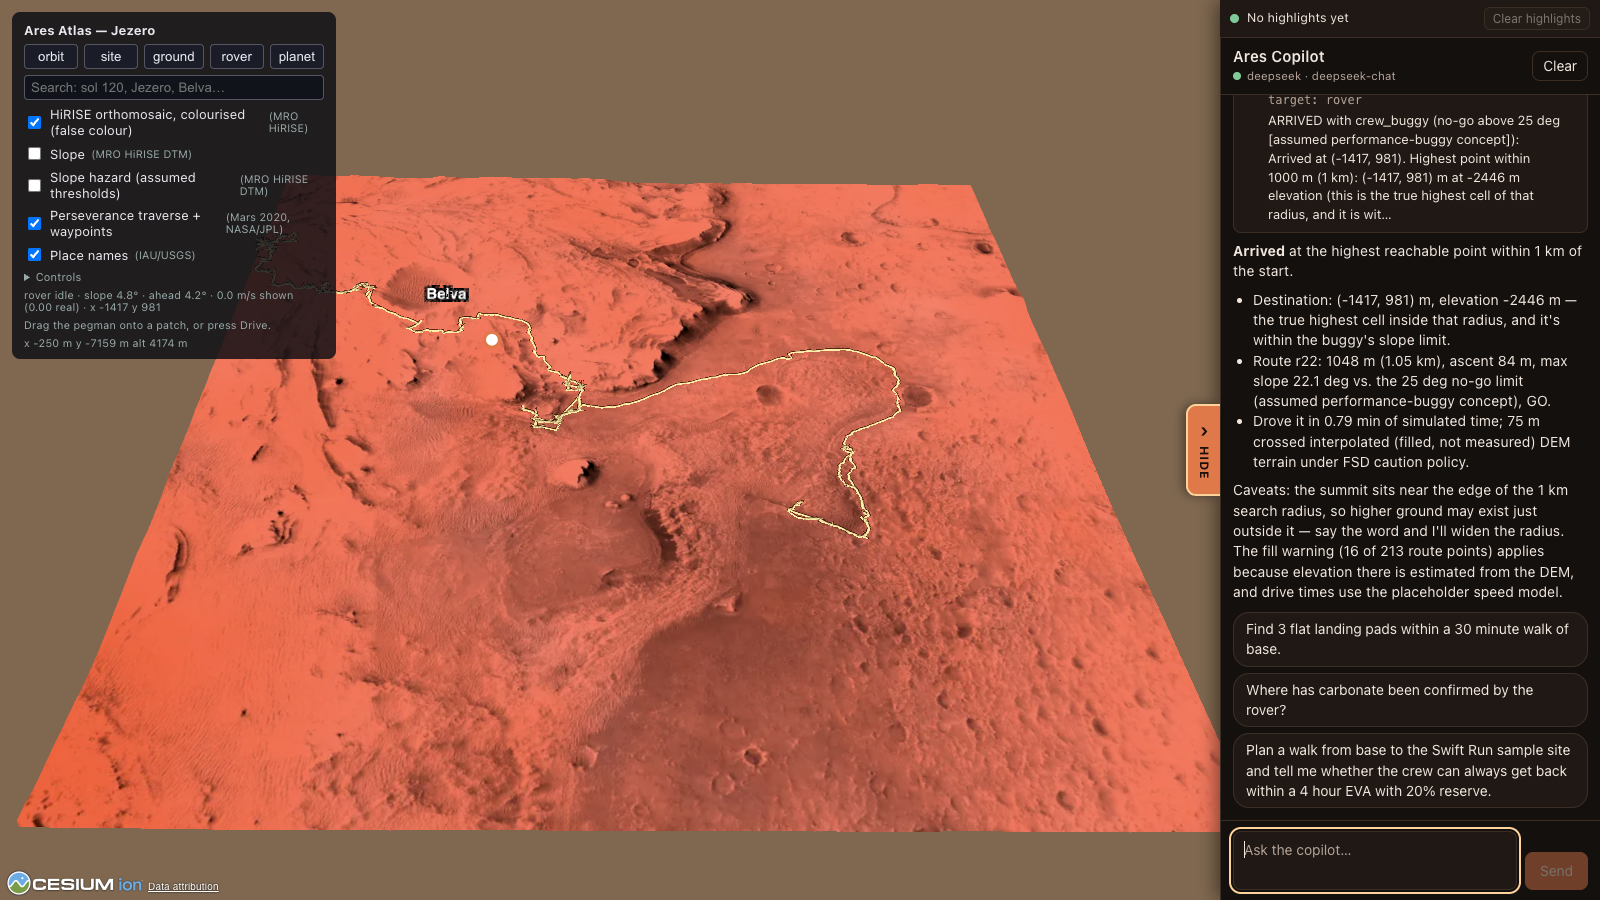 Ares Atlas — Jezero
orbit
site
ground
rover
planet
Search: sol 120, Jezero, Belva…
HiRISE orthomosaic, colourised
(false colour)
(MRO
HiRISE)
Slope (MRO HiRISE DTM)
Slope hazard (assumed
thresholds)
(MRO HiRISE
DTM)
Perseverance traverse +
waypoints
(Mars 2020,
NASA/JPL)
Place names (IAU/USGS)
Controls
rover idle · slope 4.8° · ahead 4.2° · 0.0 m/s shown
(0.00 real) · x -1417 y 981
Drag the pegman onto a patch, or press Drive.
x -250 m y -7159 m alt 4174 m
Belva
CESIUM ion
Data attribution
HIDE
No highlights yet
Clear highlights
Ares Copilot
deepseek · deepseek-chat
Clear
target: rover
ARRIVED with crew_buggy (no-go above 25 deg
[assumed performance-buggy concept]):
Arrived at (-1417, 981). Highest point within
1000 m (1 km): (-1417, 981) m at -2446 m
elevation (this is the true highest cell of that
radius, and it is wit…
Arrived at the highest reachable point within 1 km of
the start.
• Destination: (-1417, 981) m, elevation -2446 m —
the true highest cell inside that radius, and it's
within the buggy's slope limit.
• Route r22: 1048 m (1.05 km), ascent 84 m, max
slope 22.1 deg vs. the 25 deg no-go limit
(assumed performance-buggy concept), GO.
• Drove it in 0.79 min of simulated time; 75 m
crossed interpolated (filled, not measured) DEM
terrain under FSD caution policy.
Caveats: the summit sits near the edge of the 1 km
search radius, so higher ground may exist just
outside it — say the word and I'll widen the radius.
The fill warning (16 of 213 route points) applies
because elevation there is estimated from the DEM,
and drive times use the placeholder speed model.
Find 3 flat landing pads within a 30 minute walk of
base.
Where has carbonate been confirmed by the
rover?
Plan a walk from base to the Swift Run sample site
and tell me whether the crew can always get back
within a 4 hour EVA with 20% reserve.
Ask the copilot…
Send